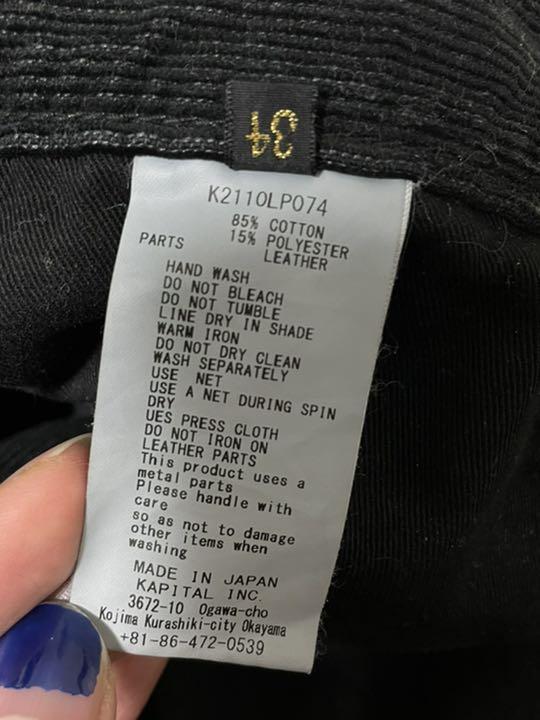 34
K2110LP074
85% COTTON
15% POLYESTER
PARTS LEATHER
HAND WASH
DO NOT BLEACH
DO NOT TUMBLE
LINE DRY IN SHADE
WARM IRON
DO NOT DRY CLEAN
WASH SEPARATELY
USE NET
USE A NET DURING SPIN
DRY
UES PRESS CLOTH
DO NOT IRON ON
LEATHER PARTS
This product uses a
metal parts
Please handle with
care
so as not to damage
other items when
washing
MADE IN JAPAN
KAPITAL INC.
3672-10 Ogawa-cho
Kojima Kurashiki-city Okayama
+81-86-472-0539